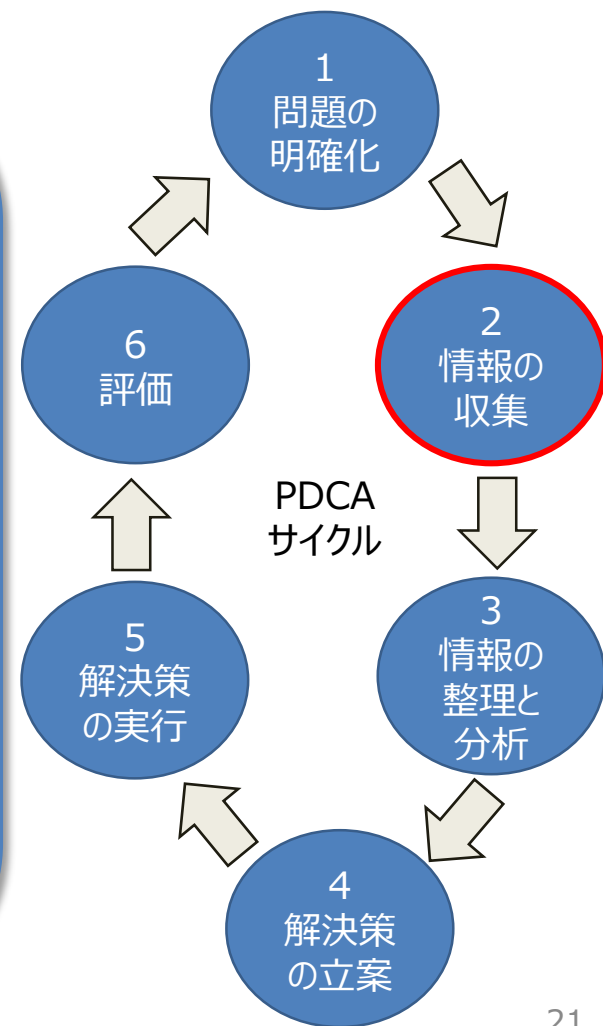 1
問題の
明確化
2
情報の
収集
3
情報の
整理と
分析
4
解決策
の立案
5
解決策
の実行
6
評価
PDCA
サイクル
21